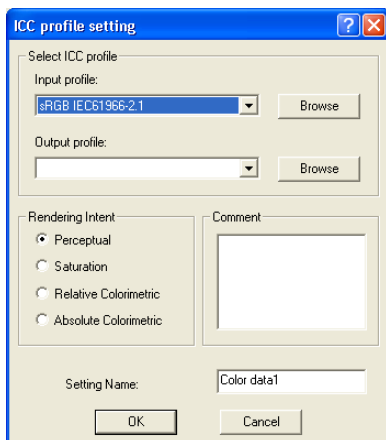 ICC profile setting
Select ICC profile
Input profile:
sRGB IEC61966-2.1
Browse
Output profile:
Browse
Rendering Intent
Perceptual
Saturation
Relative Colorimetric
Absolute Colorimetric
Comment
Setting Name:
Color data1
OK
Cancel